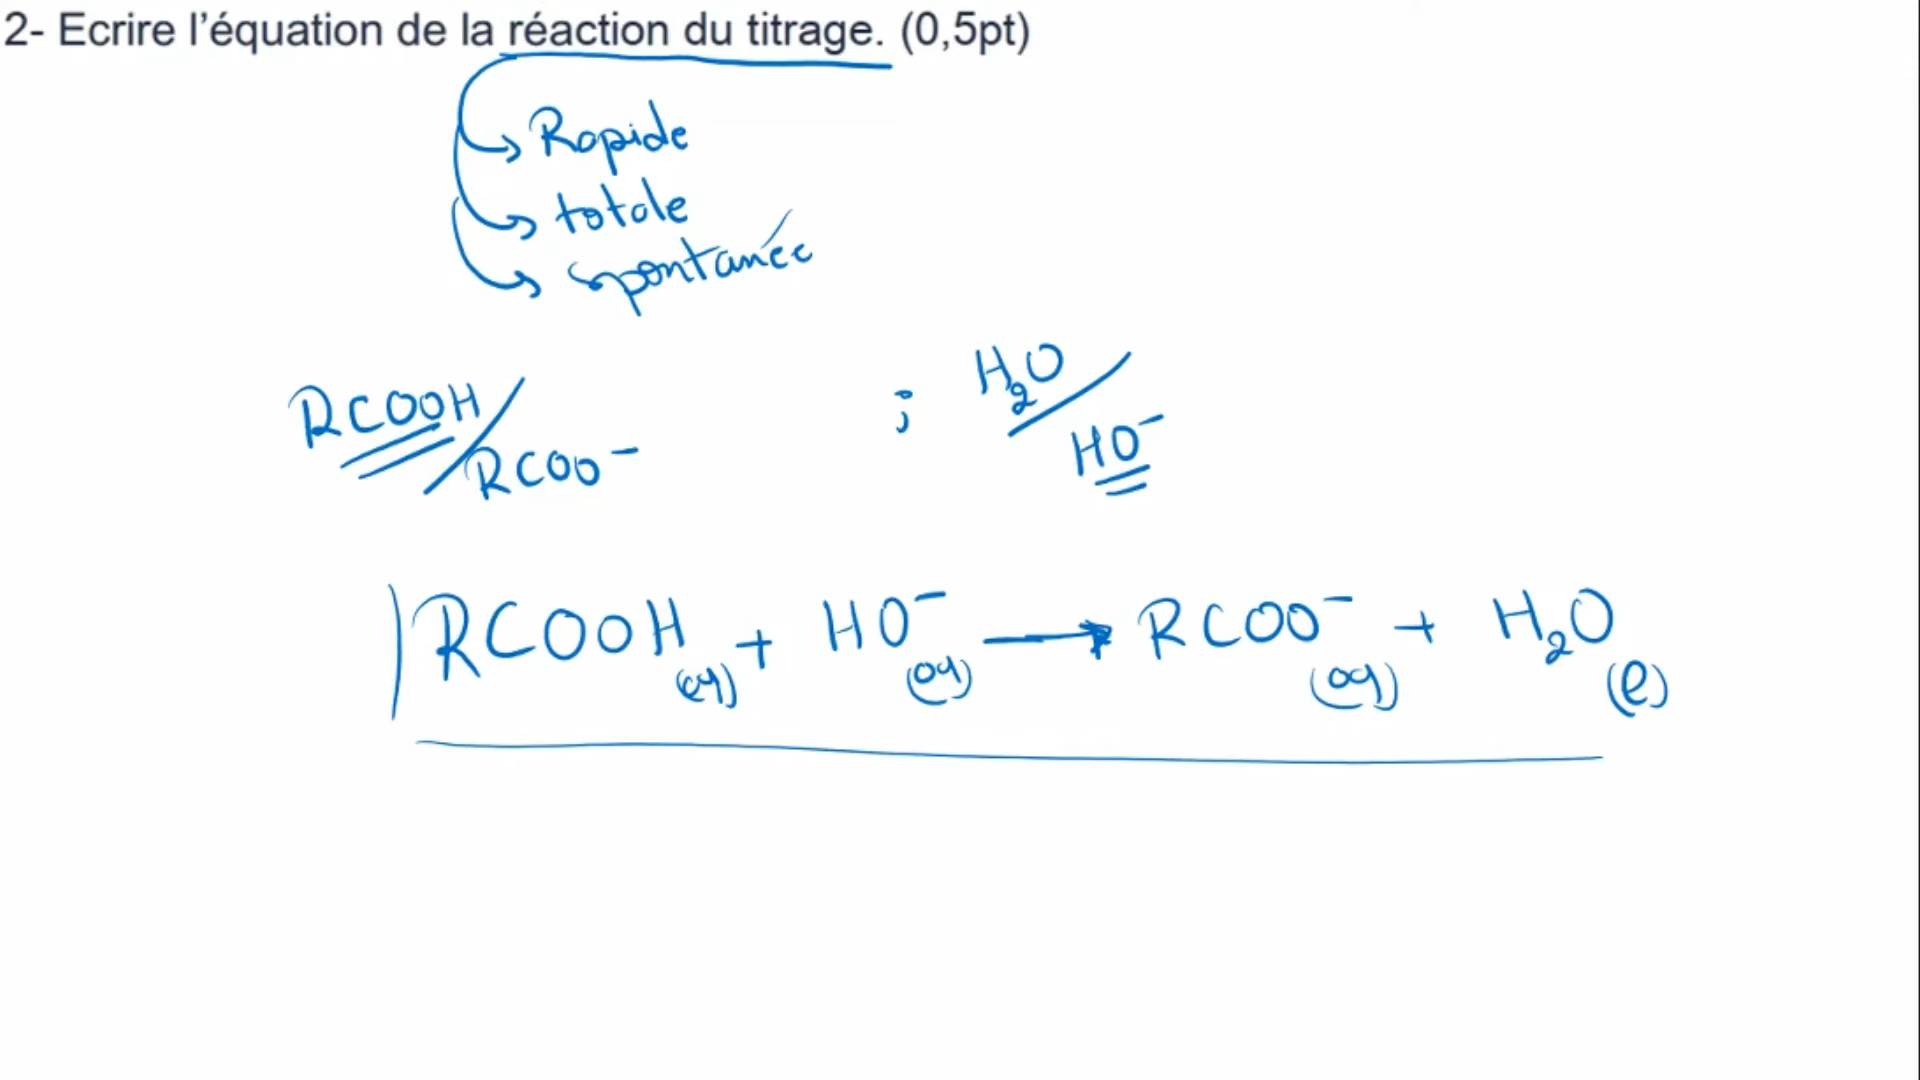 2- Ecrire l’équation de la réaction du titrage. (0,5pt)
Rapide
totale
spontanée
RCOOH/RCOO⁻ ; H₂O/HO⁻
RCOOH(aq) + HO⁻(aq) → RCOO⁻(aq) + H₂O(l)